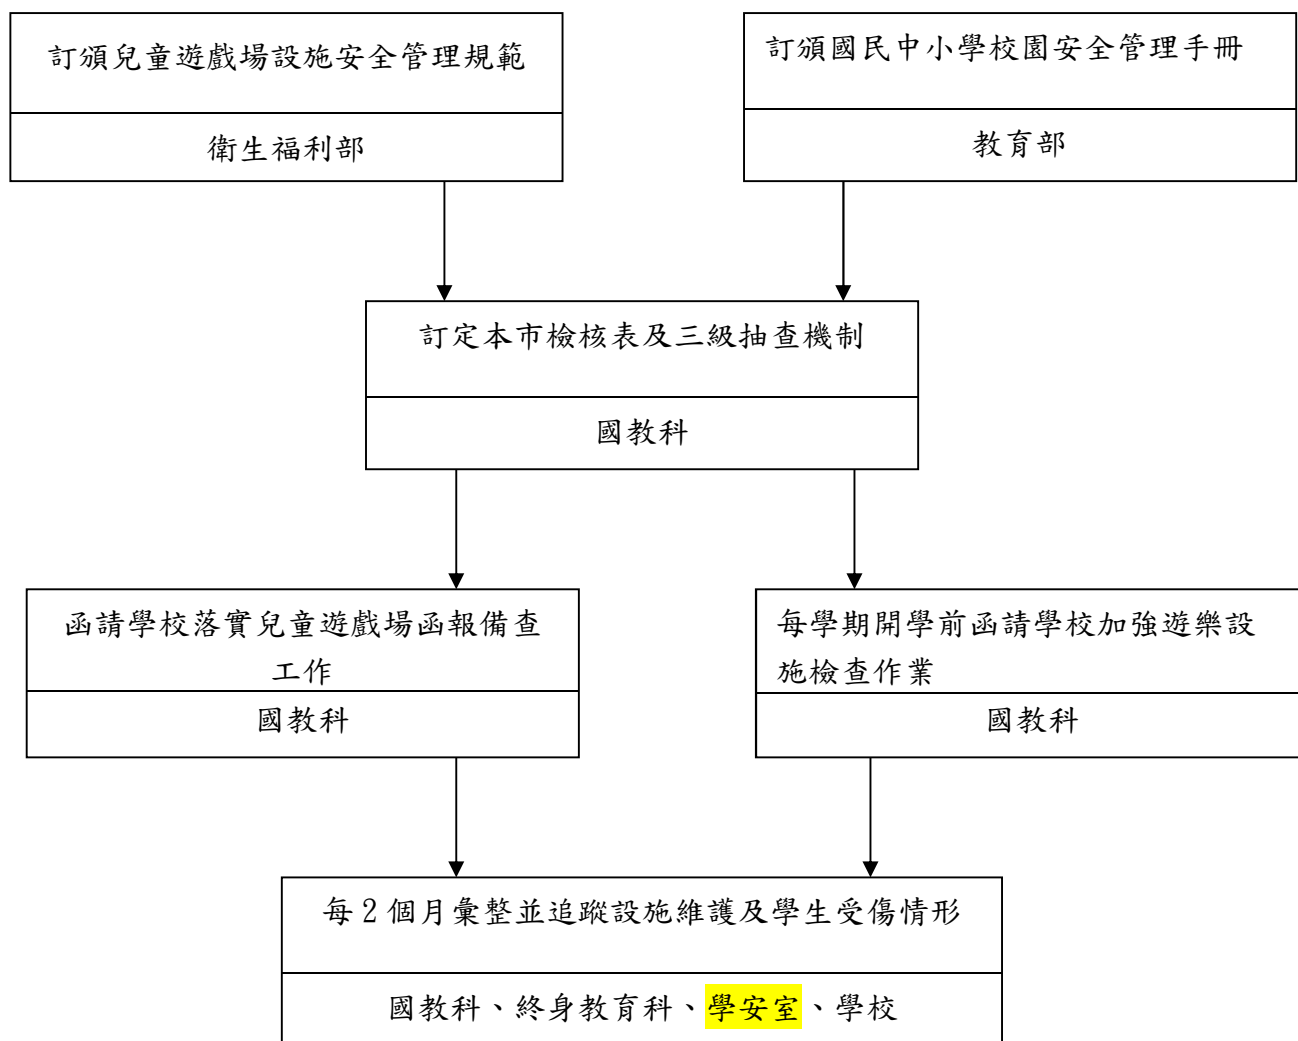 訂頒兒童遊戲場設施安全管理規範
衛生福利部
訂頒國民中小學校園安全管理手冊
教育部
訂定本市檢核表及三級抽查機制
國教科
函請學校落實兒童遊戲場函報備查
工作
國教科
每學期開學前函請學校加強遊樂設
施檢查作業
國教科
每2個月彙整並追蹤設施維護及學生受傷情形
國教科、終身教育科、學安室、學校